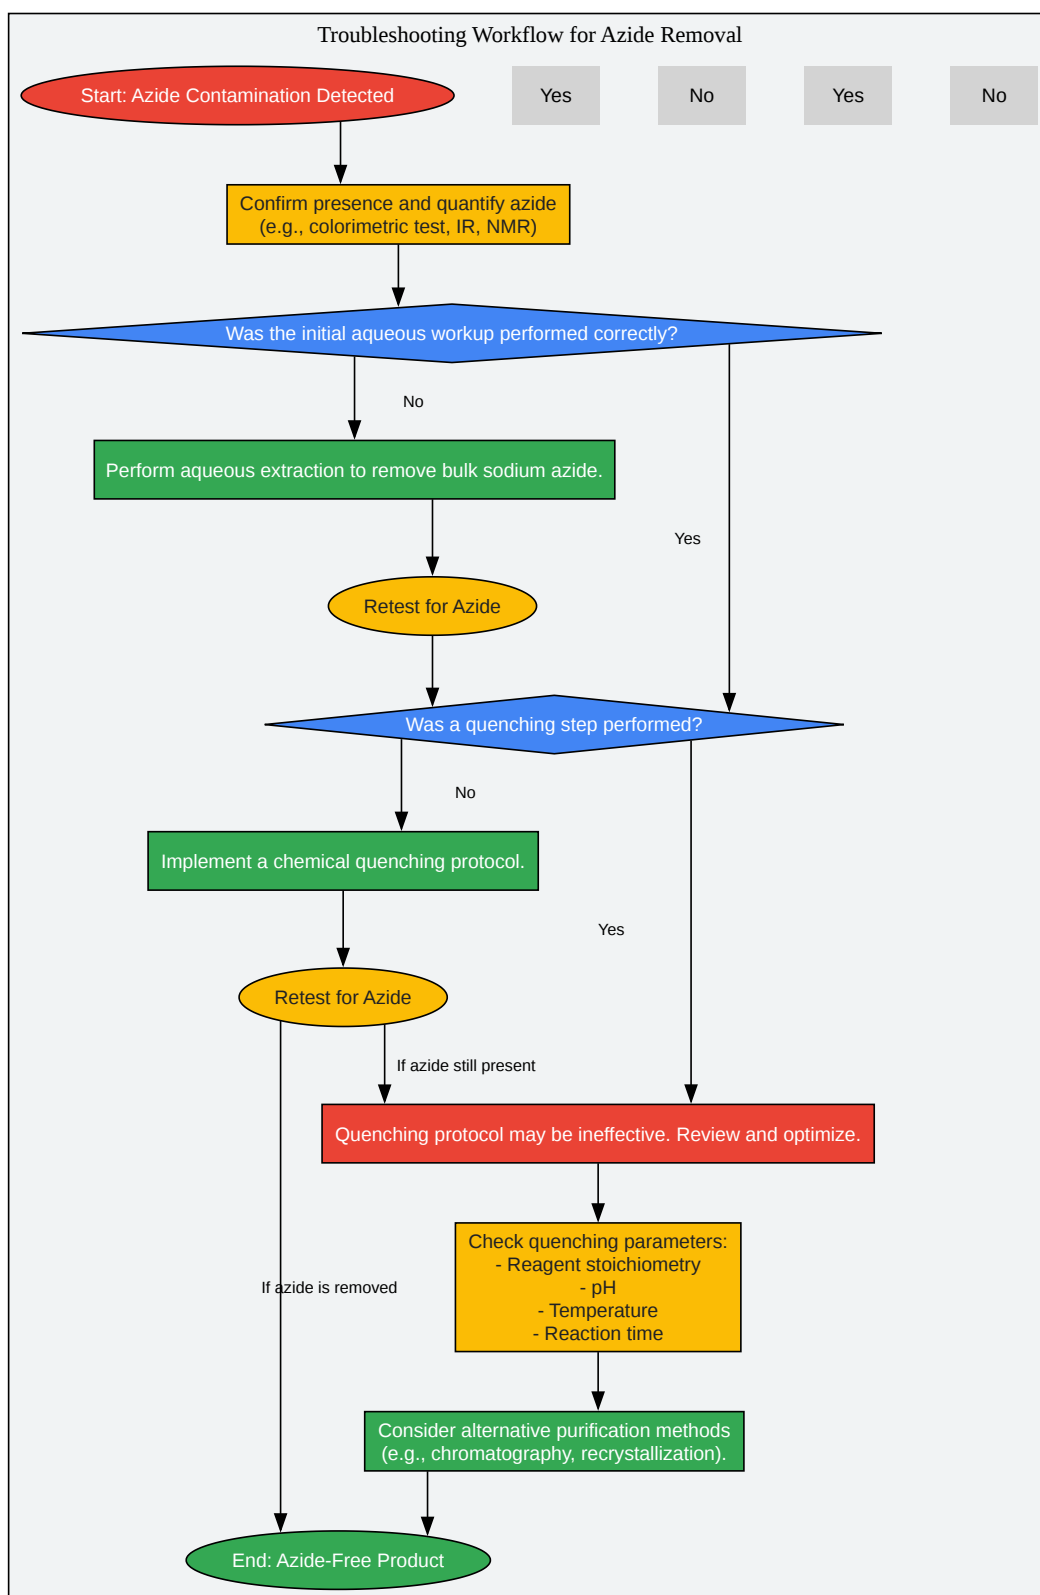 Troubleshooting Workflow for Azide Removal
Start: Azide Contamination Detected
Yes
No
Yes
No
Confirm presence and quantify azide
(e.g., colorimetric test, IR, NMR)
Was the initial aqueous workup performed correctly?
No
Perform aqueous extraction to remove bulk sodium azide.
Yes
Retest for Azide
Was a quenching step performed?
No
Implement a chemical quenching protocol.
Yes
Retest for Azide
If azide still present
Quenching protocol may be ineffective. Review and optimize.
Check quenching parameters:
- Reagent stoichiometry
- pH
- Temperature
- Reaction time
If azide is removed
Consider alternative purification methods
(e.g., chromatography, recrystallization).
End: Azide-Free Product